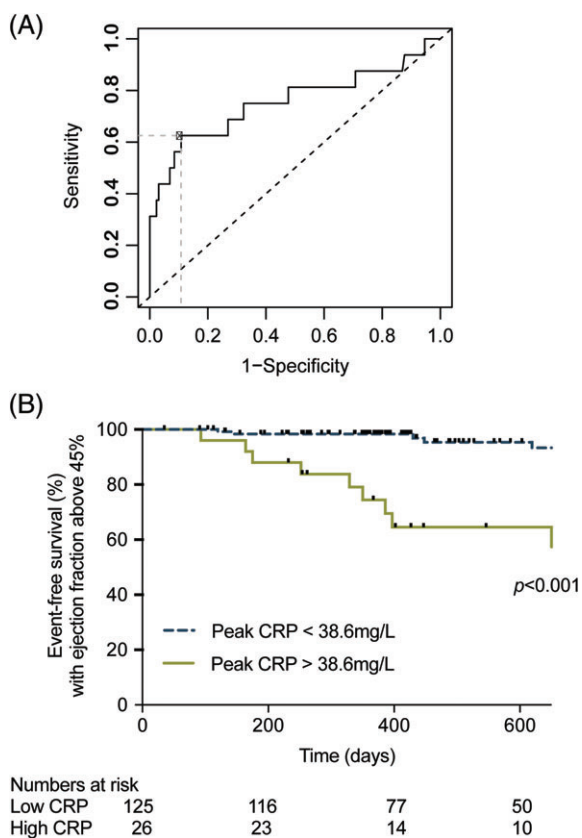 (A)
Sensitivity
1.0
0.8
0.6
0.4
0.2
0.0
0.0 0.2 0.4 0.6 0.8 1.0
1−Specificity
(B)
Event-free survival (%)
with ejection fraction above 45%
100
80
60
40
20
0
p<0.001
Peak CRP < 38.6mg/L
Peak CRP > 38.6mg/L
0 200 400 600
Time (days)
Numbers at risk
Low CRP 125 116 77 50
High CRP 26 23 14 10